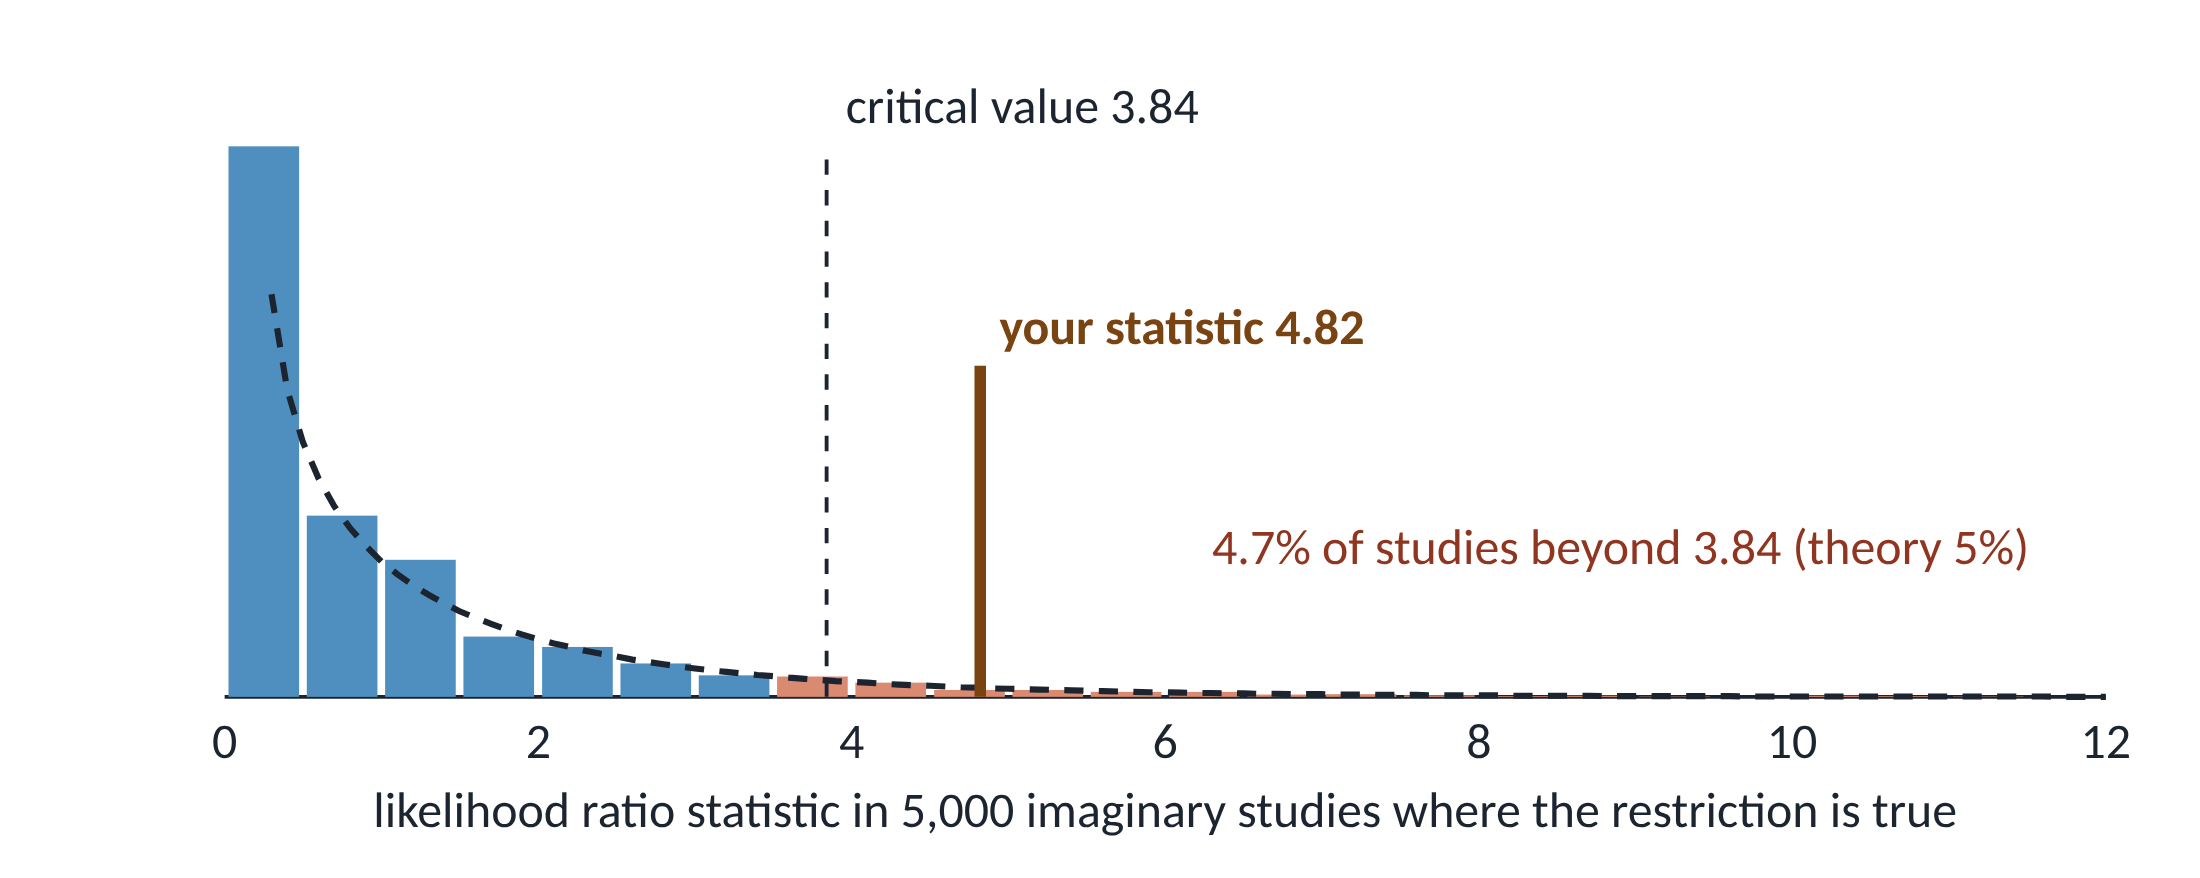 critical value 3.84
your statistic 4.82
4.7% of studies beyond 3.84 (theory 5%)
0 2 4 6 8 10 12
likelihood ratio statistic in 5,000 imaginary studies where the restriction is true